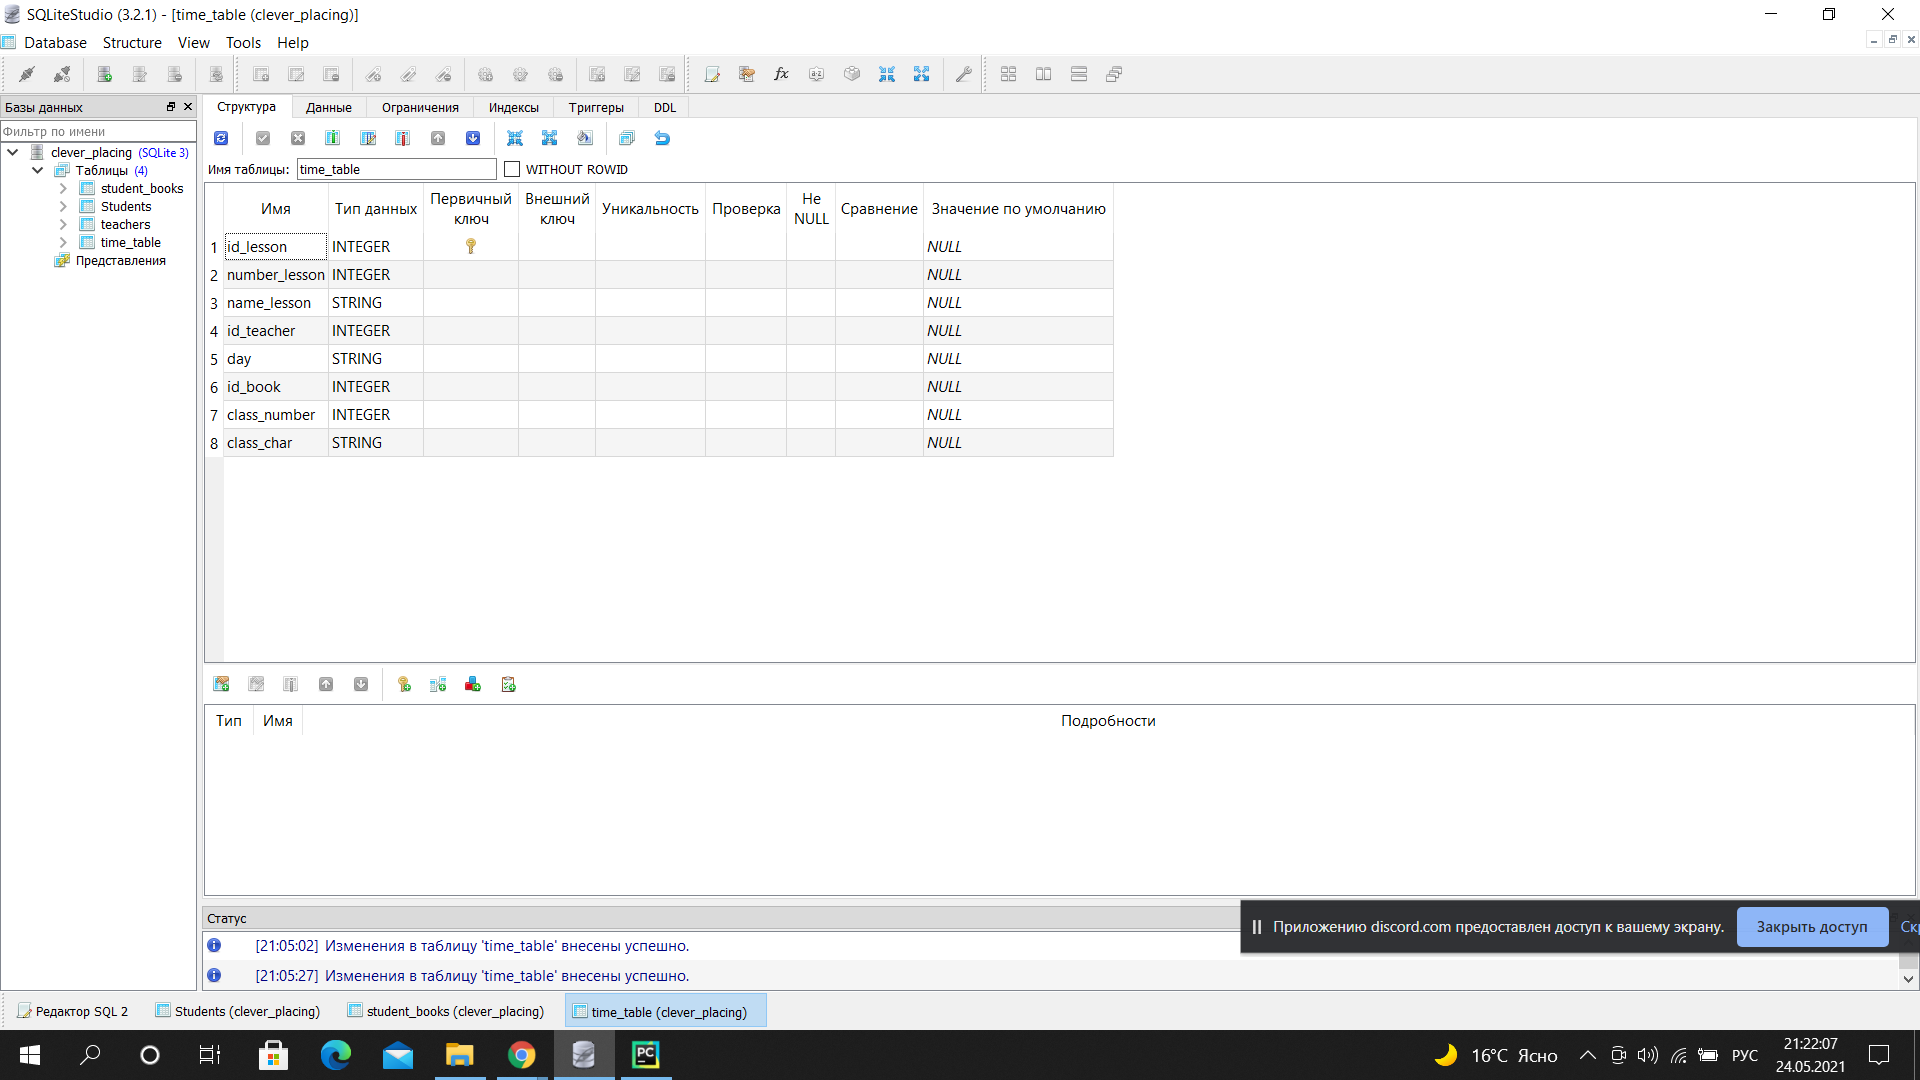 SQLiteStudio (3.2.1) - [time_table (clever_placing)]
Database Structure View Tools Help
Базы данных
Фильтр по имени
clever_placing (SQLite 3)
Таблицы (4)
student_books
Students
teachers
time_table
Представления
Структура Данные Ограничения Индексы Триггеры DDL
Имя таблицы: time_table WITHOUT ROWID
Имя Тип данных Первичный ключ Внешний ключ Уникальность Проверка Не NULL Сравнение Значение по умолчанию
1 id_lesson INTEGER NULL
2 number_lesson INTEGER NULL
3 name_lesson STRING NULL
4 id_teacher INTEGER NULL
5 day STRING NULL
6 id_book INTEGER NULL
7 class_number INTEGER NULL
8 class_char STRING NULL
Тип Имя Подробности
Статус
[21:05:02] Изменения в таблицу 'time_table' внесены успешно.
[21:05:27] Изменения в таблицу 'time_table' внесены успешно.
Приложению discord.com предоставлен доступ к вашему экрану. Закрыть доступ
Редактор SQL 2 Students (clever_placing) student_books (clever_placing) time_table (clever_placing)
PC
16°C Ясно РУС 21:22:07
24.05.2021